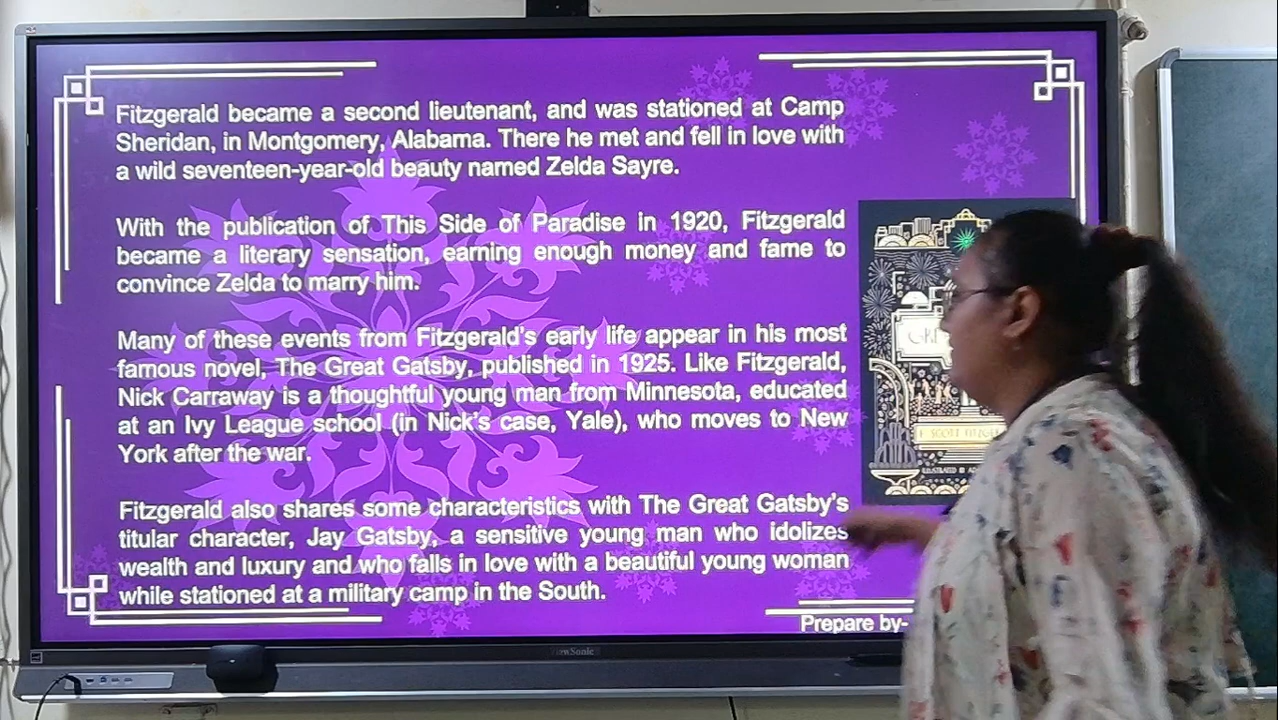 Fitzgerald became a second lieutenant, and was stationed at Camp
Sheridan, in Montgomery, Alabama. There he met and fell in love with
a wild seventeen-year-old beauty named Zelda Sayre.
With the publication of This Side of Paradise in 1920, Fitzgerald
became a literary sensation, earning enough money and fame to
convince Zelda to marry him.
Many of these events from Fitzgerald's early life appear in his most
famous novel, The Great Gatsby, published in 1925. Like Fitzgerald,
Nick Carraway is a thoughtful young man from Minnesota, educated
at an Ivy League school (in Nick's case, Yale), who moves to New
York after the war.
Fitzgerald also shares some characteristics with The Great Gatsby's
titular character, Jay Gatsby, a sensitive young man who idolizes
wealth and luxury and who falls in love with a beautiful young woman
while stationed at a military camp in the South.
Prepare by-
F. SCOTT
ILLUSTRATED BY
ViewSonic